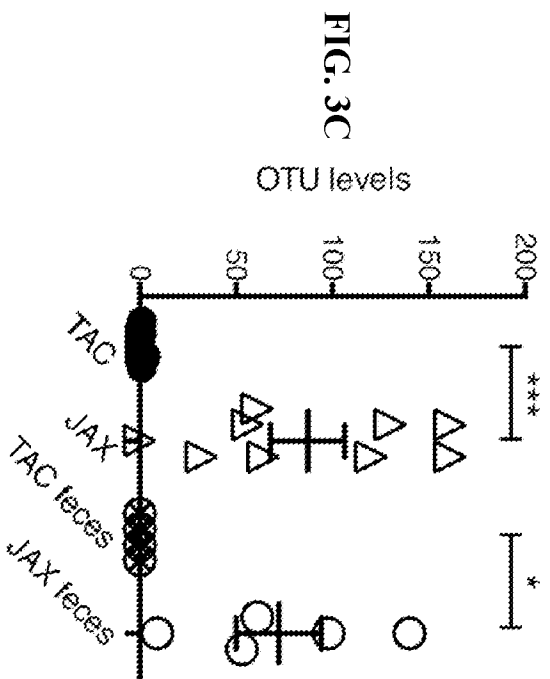 FIG. 3C
OTU levels
200
150
100
50
0
***
*
TAC
JAX
TAC feces
JAX feces